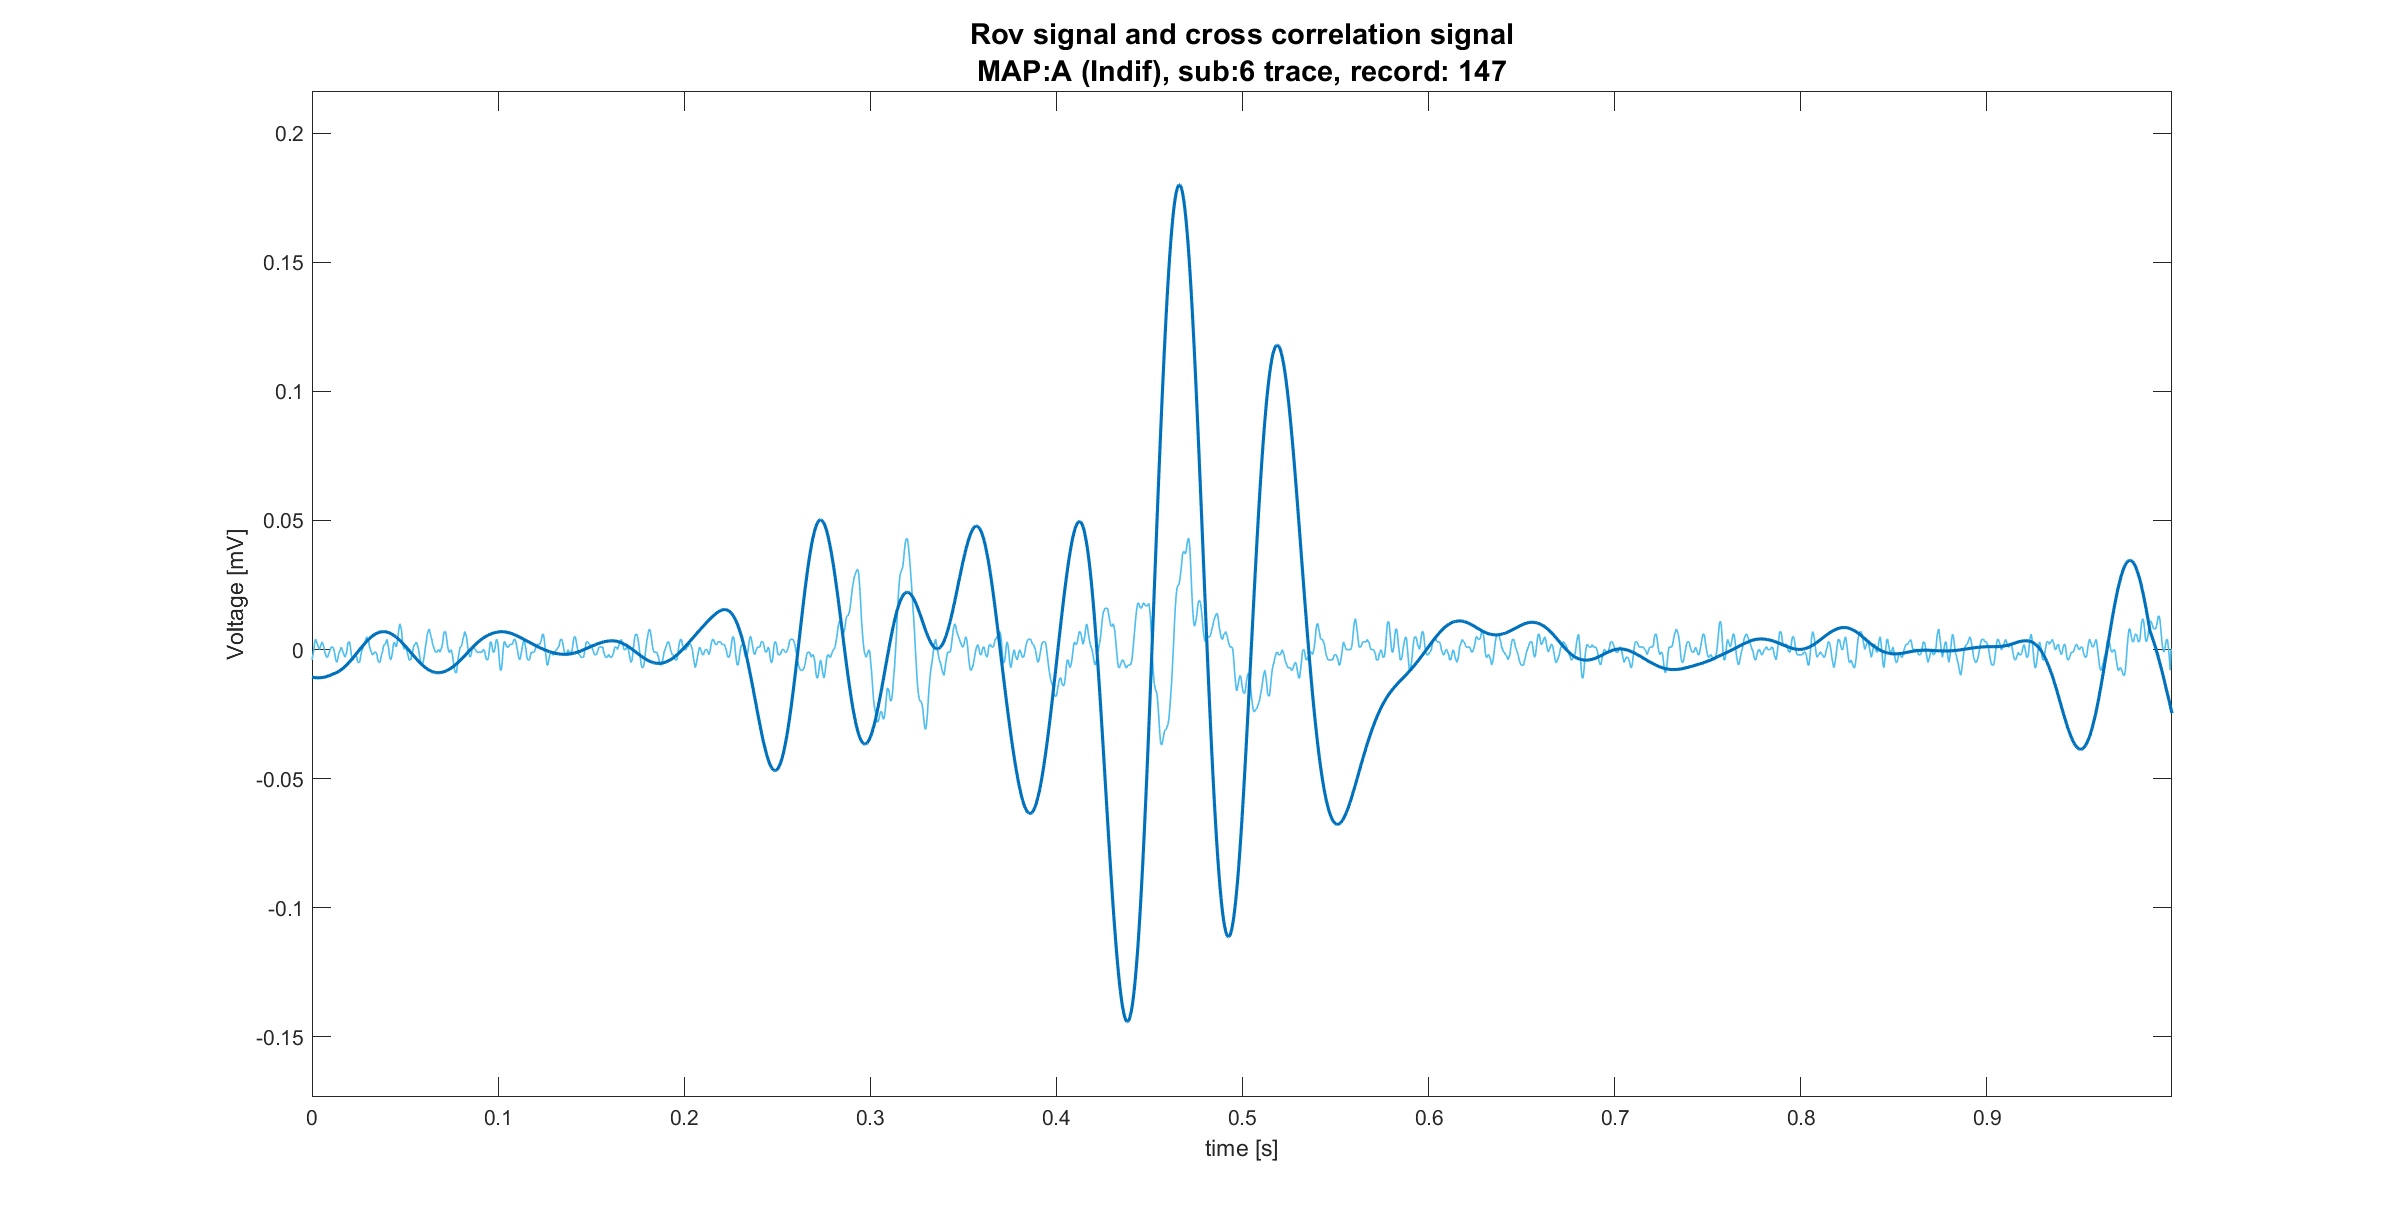 Rov signal and cross correlation signal
MAP:A (Indif), sub:6 trace, record: 147
0.2
0.15
0.1
0.05
0
-0.05
-0.1
-0.15
Voltage [mV]
0 0.1 0.2 0.3 0.4 0.5 0.6 0.7 0.8 0.9
time [s]